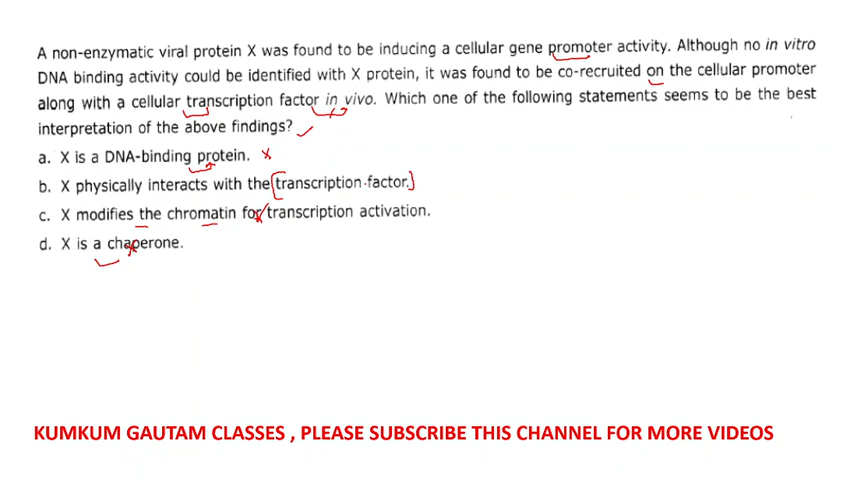 A non-enzymatic viral protein X was found to be inducing a cellular gene promoter activity. Although no in vitro
DNA binding activity could be identified with X protein, it was found to be co-recruited on the cellular promoter
along with a cellular transcription factor in vivo. Which one of the following statements seems to be the best
interpretation of the above findings?
a. X is a DNA-binding protein.
b. X physically interacts with the transcription factor.
c. X modifies the chromatin for transcription activation.
d. X is a chaperone.
KUMKUM GAUTAM CLASSES , PLEASE SUBSCRIBE THIS CHANNEL FOR MORE VIDEOS